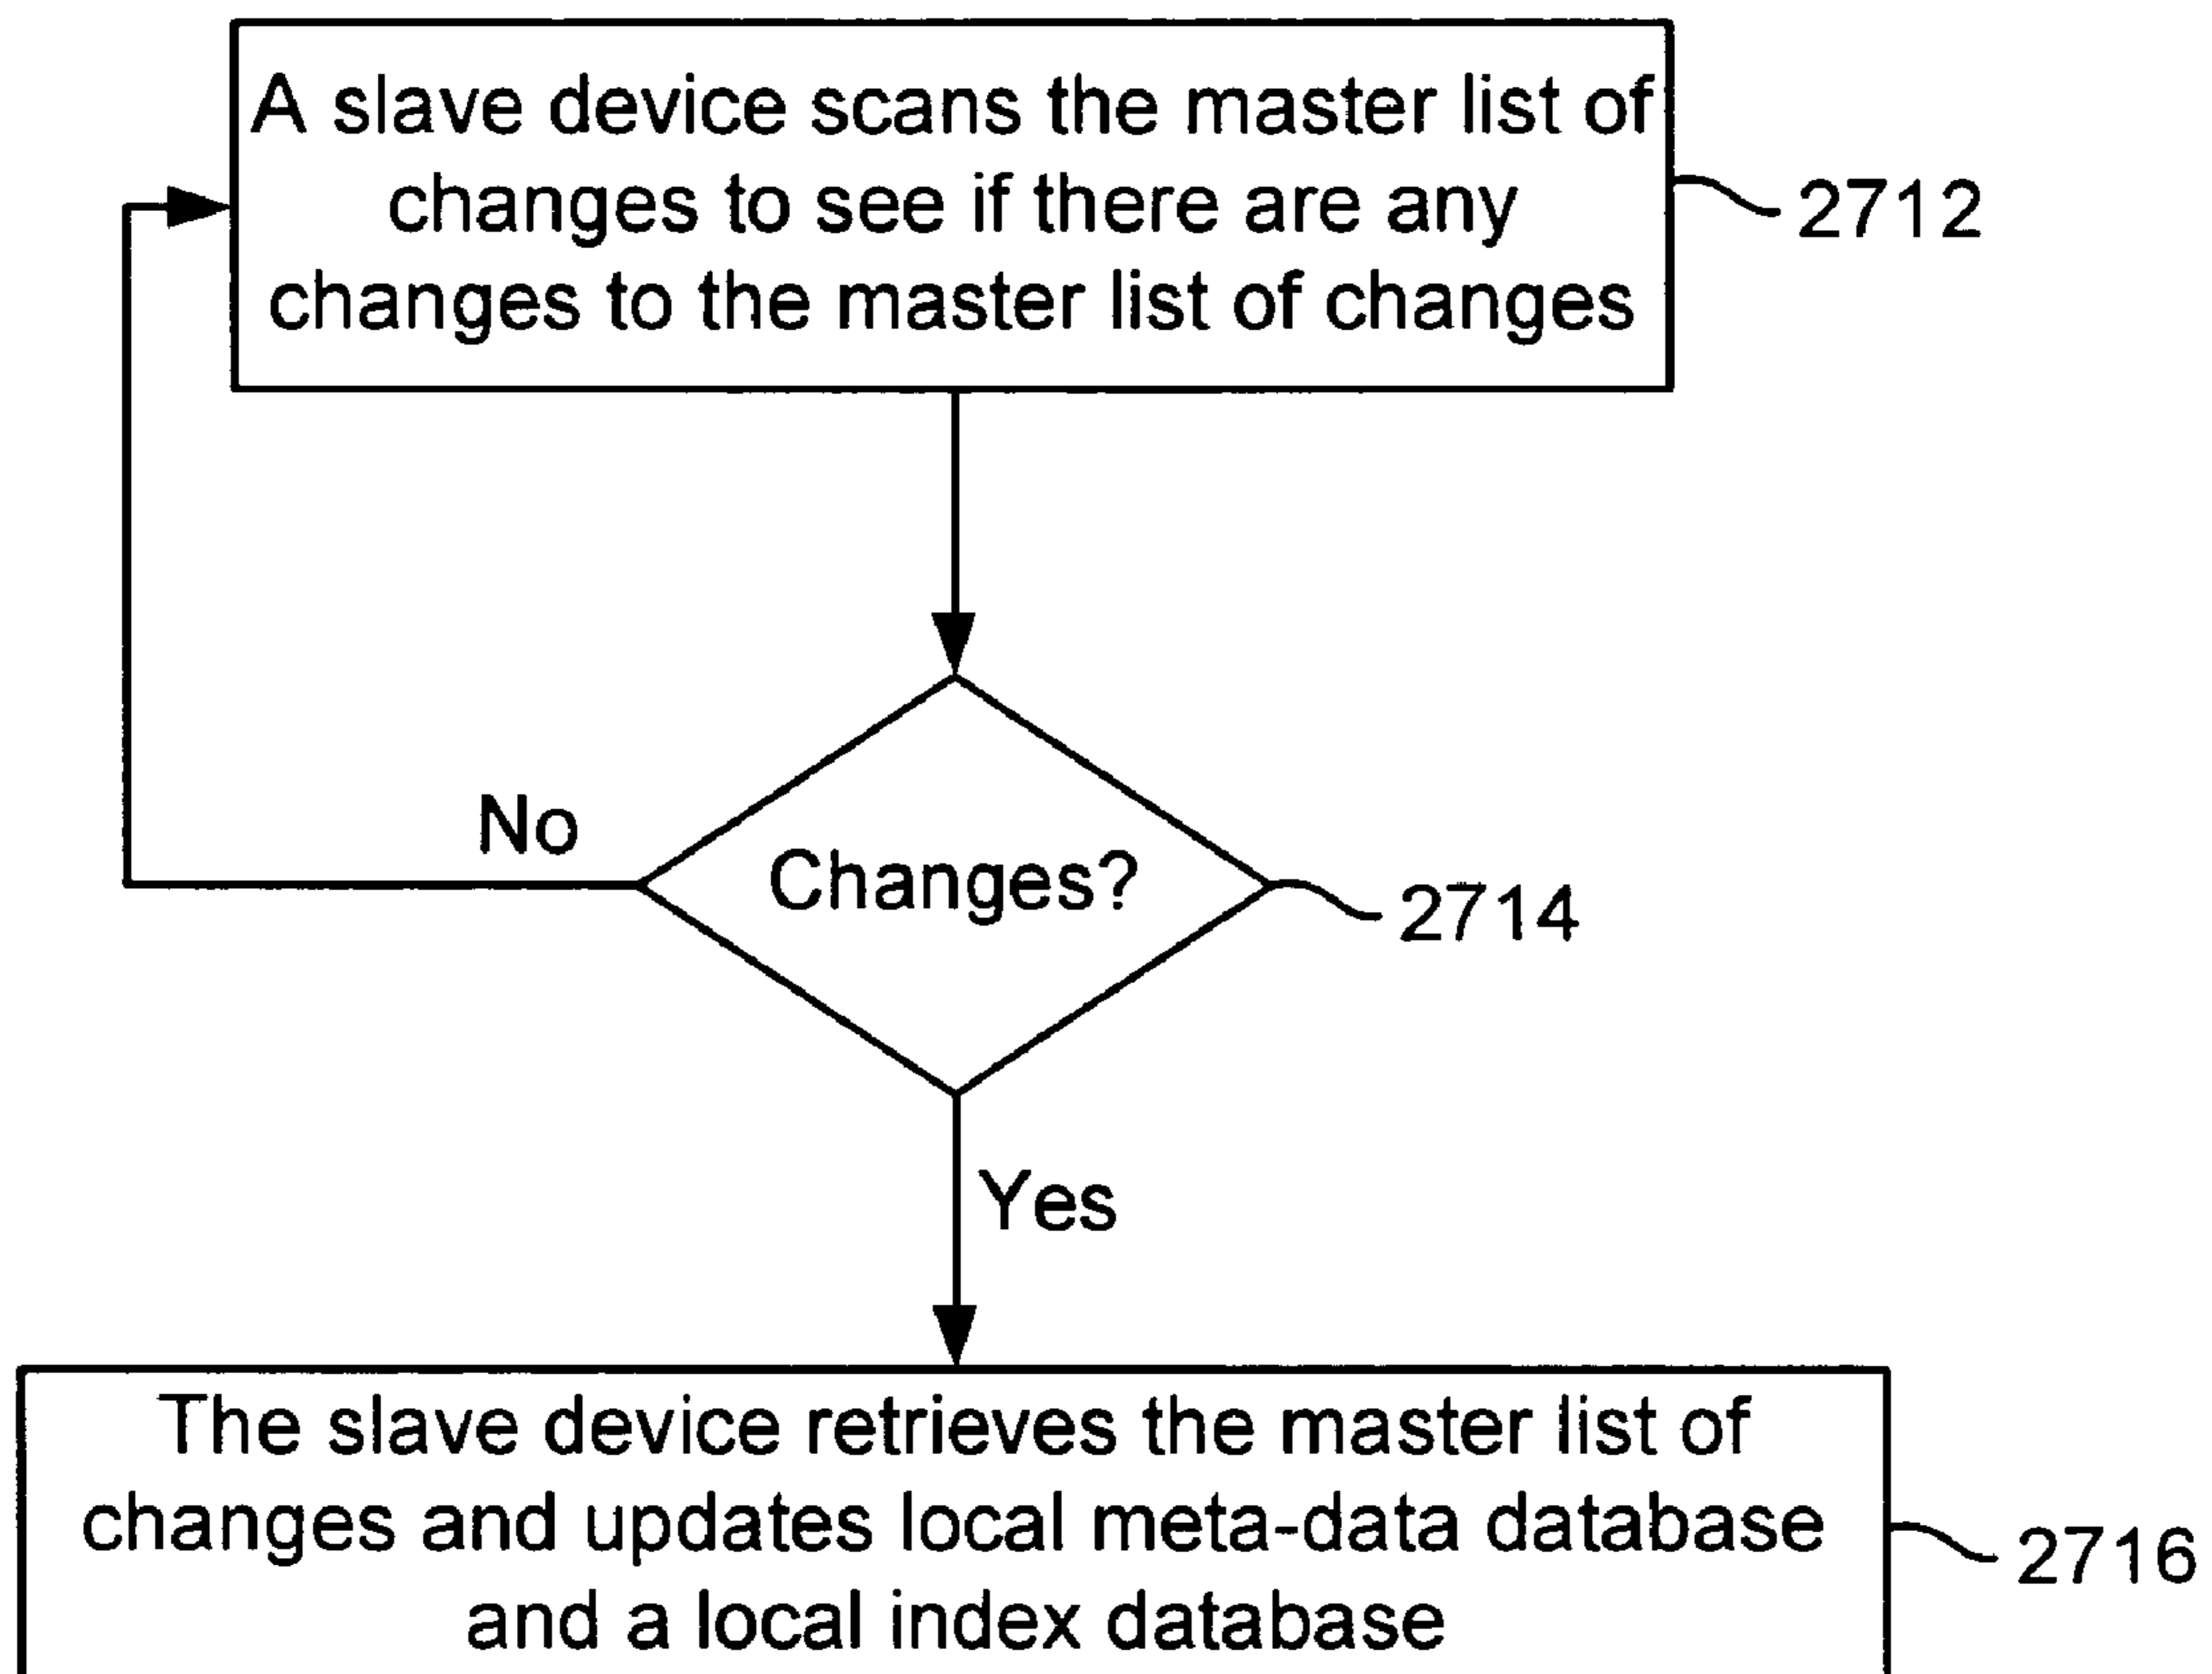 A slave device scans the master list of
changes to see if there are any
changes to the master list of changes
2712
No
Changes?
2714
Yes
The slave device retrieves the master list of
changes and updates local meta-data database
and a local index database
2716